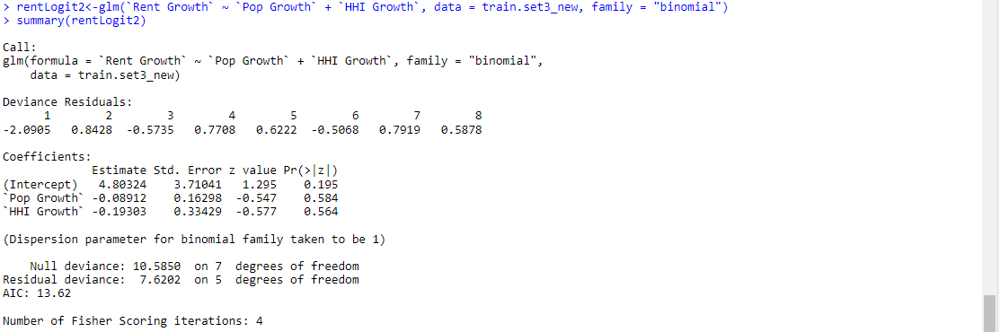 > rentLogit2<-glm(`Rent Growth` ~ `Pop Growth` + `HHI Growth`, data = train.set3_new, family = "binomial")
> summary(rentLogit2)

Call:
glm(formula = `Rent Growth` ~ `Pop Growth` + `HHI Growth`, family = "binomial",
    data = train.set3_new)

Deviance Residuals:
      1        2        3        4        5        6        7        8
-2.0905   0.8428  -0.5735   0.7708   0.6222  -0.5068   0.7919   0.5878

Coefficients:
             Estimate Std. Error z value Pr(>|z|)
(Intercept)   4.80324    3.71041   1.295    0.195
`Pop Growth` -0.08912    0.16298  -0.547    0.584
`HHI Growth` -0.19303    0.33429  -0.577    0.564

(Dispersion parameter for binomial family taken to be 1)

    Null deviance: 10.5850  on 7  degrees of freedom
Residual deviance:  7.6202  on 5  degrees of freedom
AIC: 13.62

Number of Fisher Scoring iterations: 4